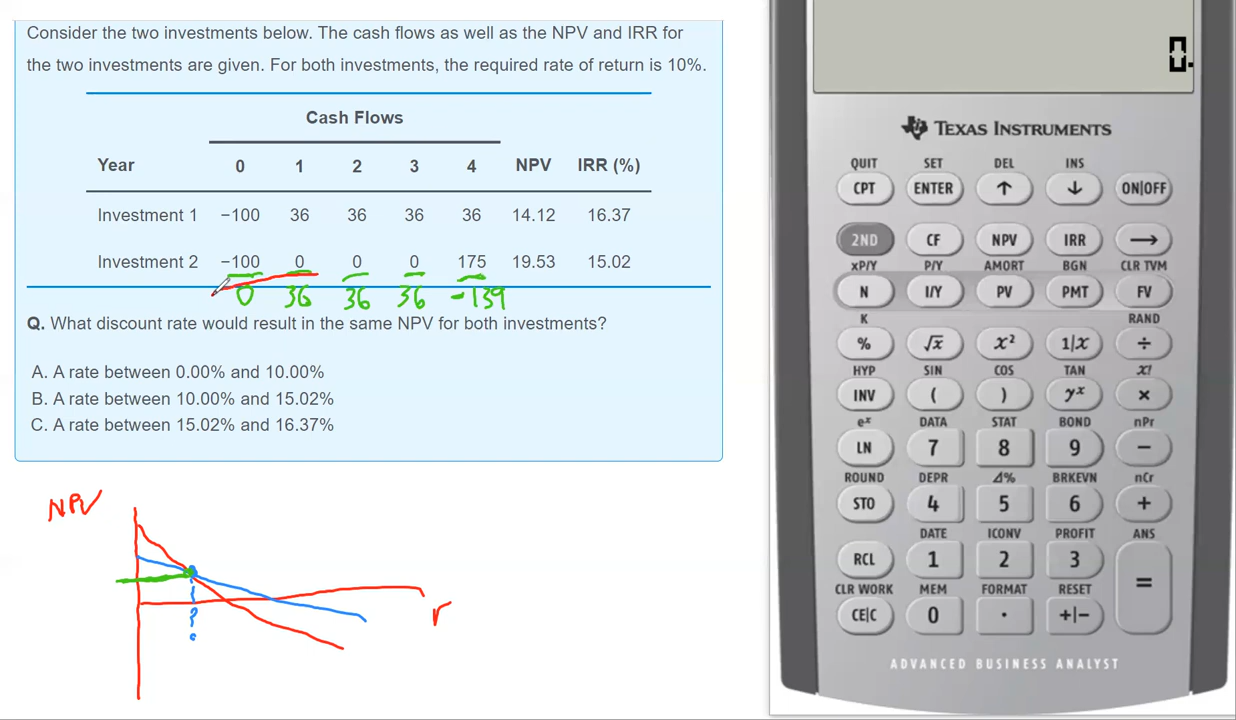 Consider the two investments below. The cash flows as well as the NPV and IRR for
the two investments are given. For both investments, the required rate of return is 10%.
Cash Flows
Year 0 1 2 3 4 NPV IRR (%)
Investment 1 −100 36 36 36 36 14.12 16.37
Investment 2 −100 0 0 0 175 19.53 15.02
0 36 36 36 -139
Q. What discount rate would result in the same NPV for both investments?
A. A rate between 0.00% and 10.00%
B. A rate between 10.00% and 15.02%
C. A rate between 15.02% and 16.37%
NPV
r
?
0.
TEXAS INSTRUMENTS
QUIT SET DEL INS
CPT ENTER ↑ ↓ ON|OFF
2ND CF NPV IRR →
xP/Y P/Y AMORT BGN CLR TVM
N I/Y PV PMT FV
K RAND
% √x x² 1/x ÷
HYP SIN COS TAN x!
INV ( ) yˣ ×
eˣ DATA STAT BOND nPr
LN 7 8 9 −
ROUND DEPR Δ% BRKEVN nCr
STO 4 5 6 +
DATE ICONV PROFIT ANS
RCL 1 2 3 =
CLR WORK MEM FORMAT RESET
CE|C 0 . +|−
ADVANCED BUSINESS ANALYST